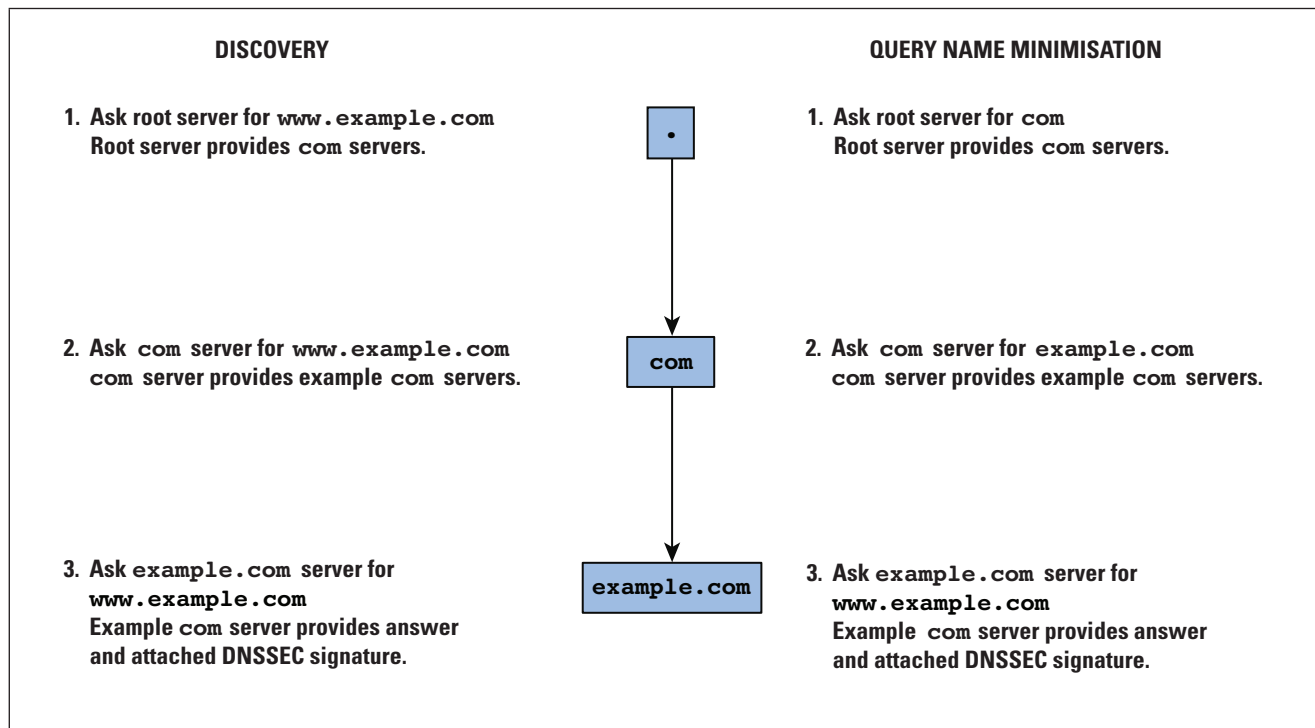 DISCOVERY
1. Ask root server for www.example.com
Root server provides com servers.
2. Ask com server for www.example.com
com server provides example com servers.
3. Ask example.com server for
www.example.com
Example com server provides answer
and attached DNSSEC signature.
.
com
example.com
QUERY NAME MINIMISATION
1. Ask root server for com
Root server provides com servers.
2. Ask com server for example.com
com server provides example com servers.
3. Ask example.com server for
www.example.com
Example com server provides answer
and attached DNSSEC signature.